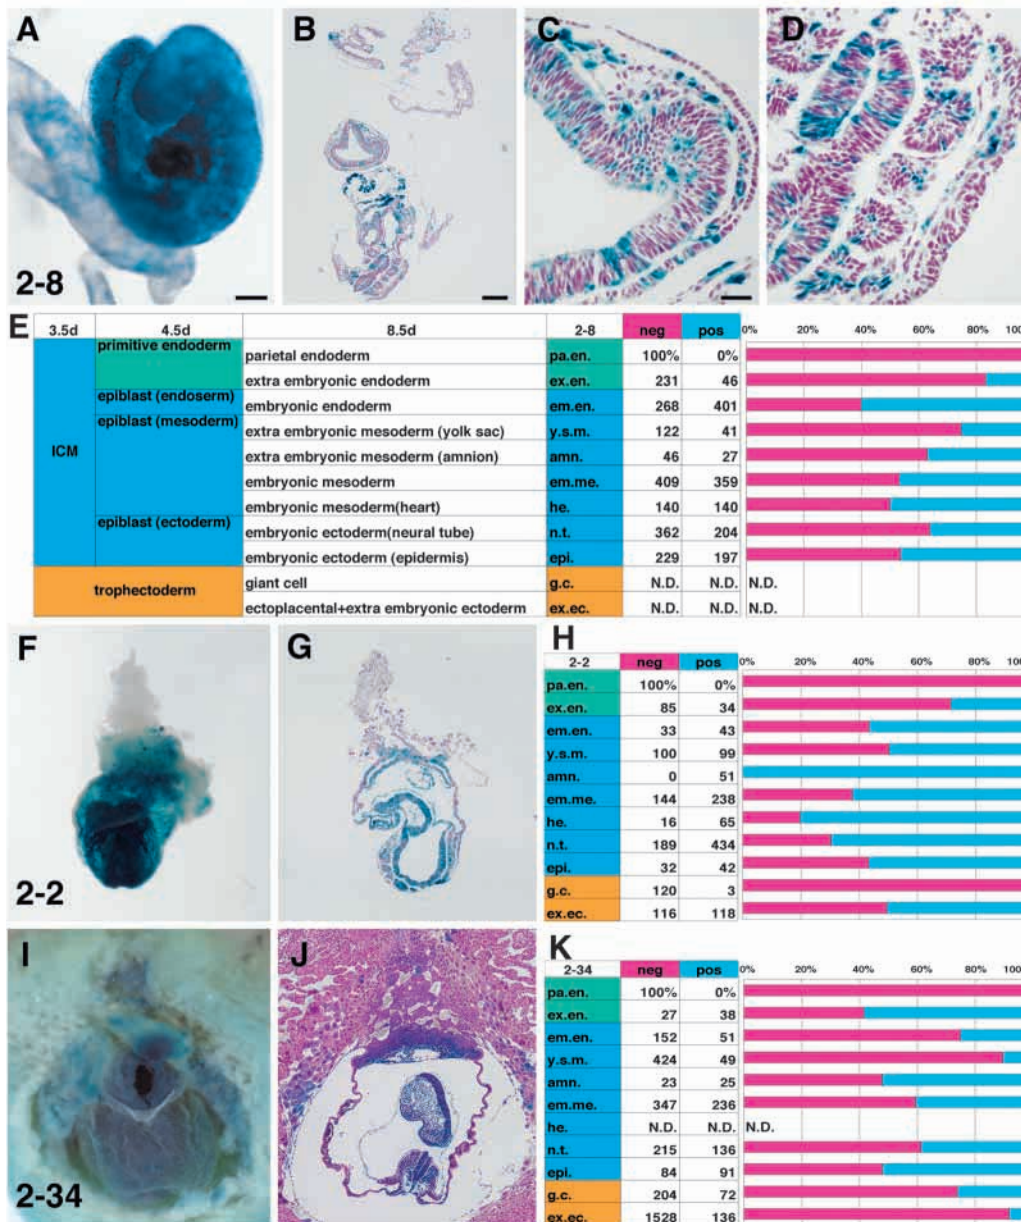 A B C D
2-8
E 3.5d 4.5d 8.5d 2-8 neg pos 0% 20% 40% 60% 80% 100
primitive endoderm
parietal endoderm pa.en. 100% 0%
extra embryonic endoderm ex.en. 231 46
epiblast (endoserm) embryonic endoderm em.en. 268 401
epiblast (mesoderm) extra embryonic mesoderm (yolk sac) y.s.m. 122 41
ICM extra embryonic mesoderm (amnion) amn. 46 27
embryonic mesoderm em.me. 409 359
embryonic mesoderm(heart) he. 140 140
epiblast (ectoderm) embryonic ectoderm(neural tube) n.t. 362 204
embryonic ectoderm (epidermis) epi. 229 197
trophectoderm giant cell g.c. N.D. N.D. N.D.
ectoplacental+extra embryonic ectoderm ex.ec. N.D. N.D. N.D.
F G H
2-2 neg pos 0% 20% 40% 60% 80% 100
pa.en. 100% 0%
ex.en. 85 34
em.en. 33 43
y.s.m. 100 99
amn. 0 51
em.me. 144 238
he. 16 65
n.t. 189 434
epi. 32 42
g.c. 120 3
ex.ec. 116 118
2-2
I J K
2-34 neg pos 0% 20% 40% 60% 80% 100
pa.en. 100% 0%
ex.en. 27 38
em.en. 152 51
y.s.m. 424 49
amn. 23 25
em.me. 347 236
he. N.D. N.D. N.D.
n.t. 215 136
epi. 84 91
g.c. 204 72
ex.ec. 1528 136
2-34